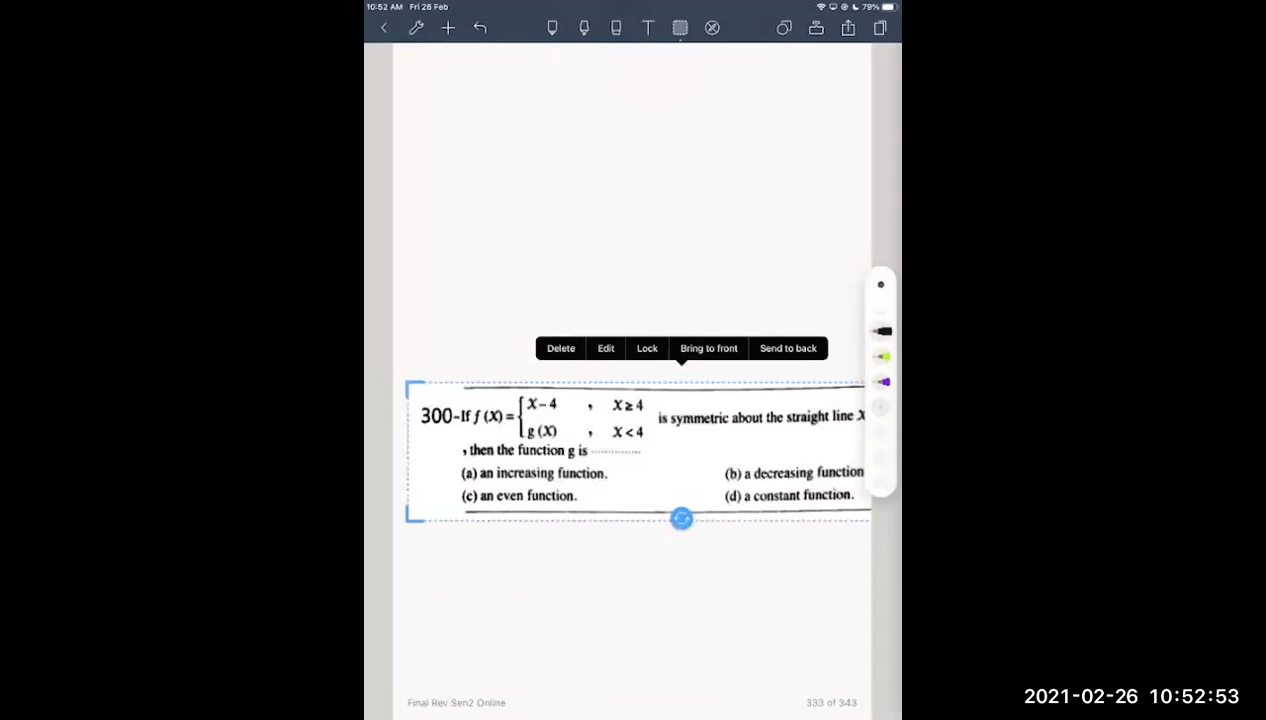 10:52 AM Fri 26 Feb 79%
T
Delete Edit Lock Bring to front Send to back
300-If f (X) = { X – 4 , X ≥ 4
g (X) , X < 4
is symmetric about the straight line X
, then the function g is ..............
(a) an increasing function. (b) a decreasing function
(c) an even function. (d) a constant function.
Final Rev Sen2 Online 333 of 343
2021-02-26 10:52:53